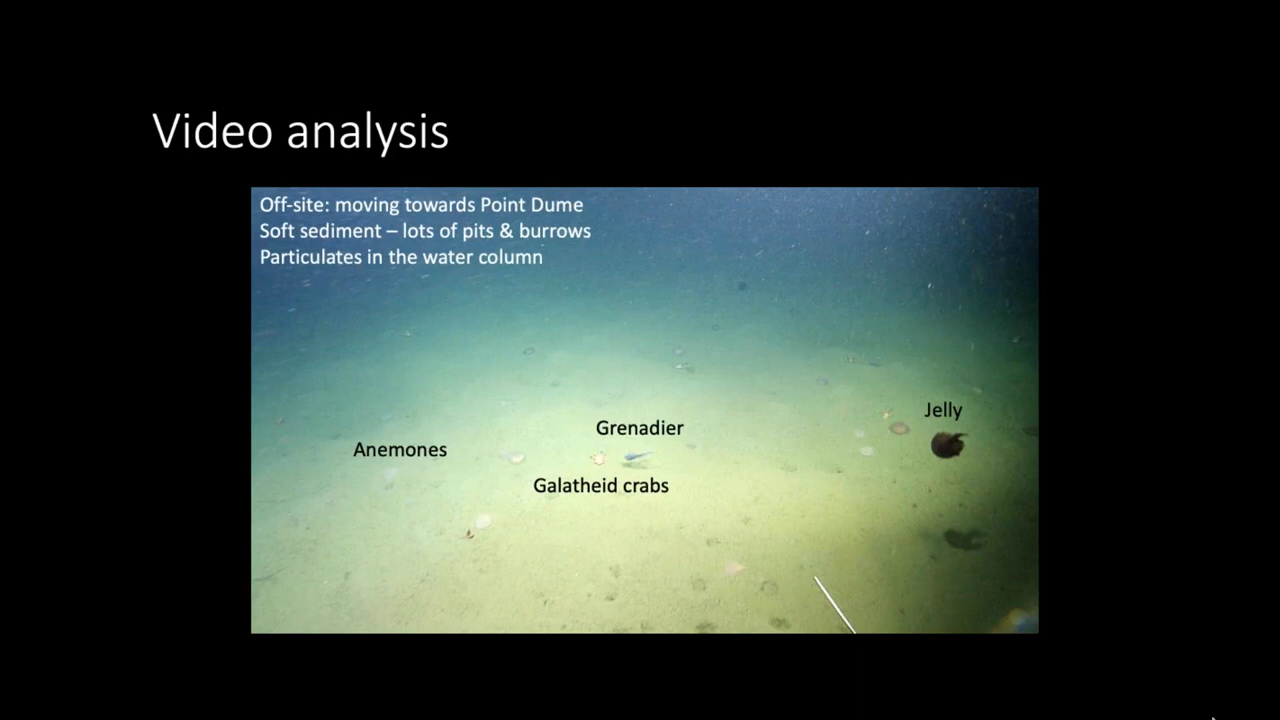 Video analysis
Off-site: moving towards Point Dume
Soft sediment – lots of pits & burrows
Particulates in the water column
Jelly
Grenadier
Anemones
Galatheid crabs